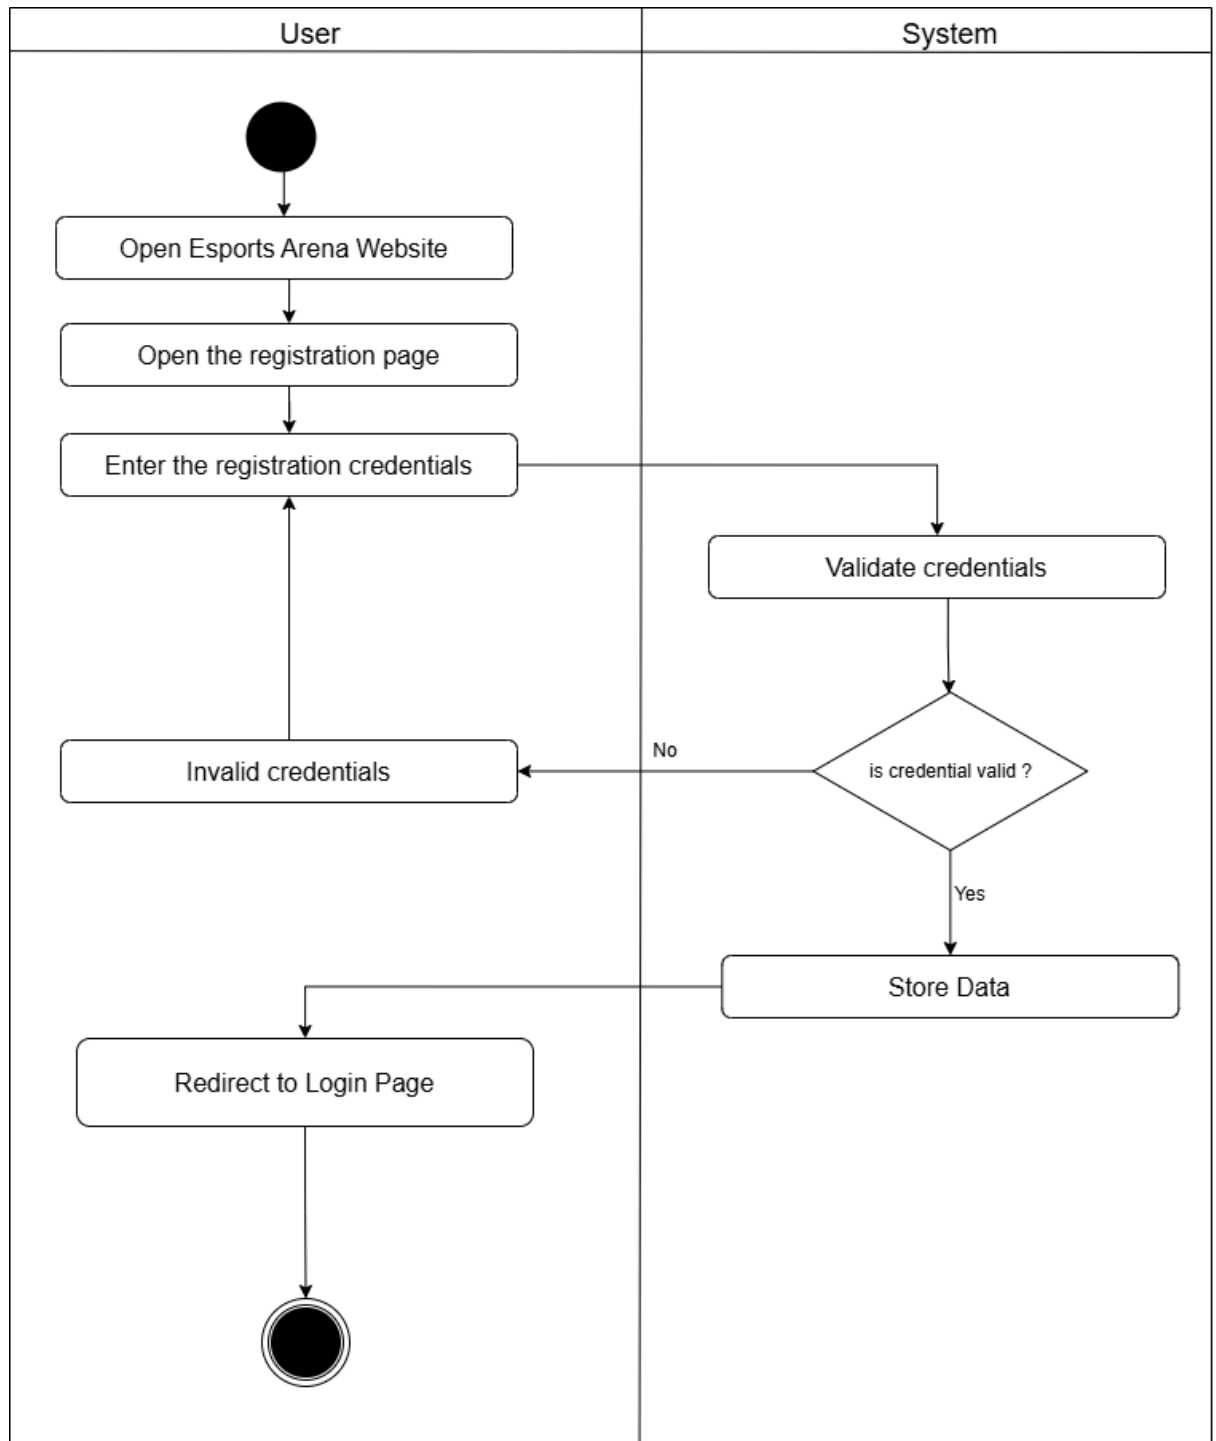 User
System
Open Esports Arena Website
Open the registration page
Enter the registration credentials
Validate credentials
is credential valid ?
No
Invalid credentials
Yes
Store Data
Redirect to Login Page